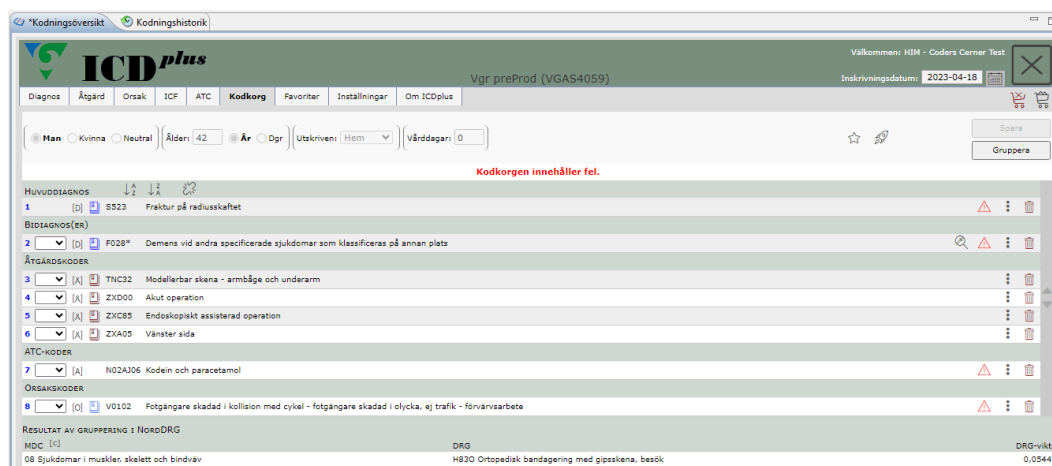 *Kodningsöversikt Kodningshistorik
ICD plus
Välkommen: HIM - Coders Cerner Test
Vgr preProd (VGAS4059)
Inskrivningsdatum: 2023-04-18
Diagnos Åtgärd Orsak ICF ATC Kodkorg Favoriter Inställningar Om ICDplus
Man Kvinna Neutral Ålder: 42 År Dgr Utskriven: Hem Vårddagar: 0
Spara
Gruppera
Kodkorgen innehåller fel.
Huvuddiagnos
1 [D] S523 Fraktur på radiusskaftet
Bidiagnos(er)
2 [D] F028* Demens vid andra specificerade sjukdomar som klassificeras på annan plats
Åtgärdskoder
3 [A] TNC32 Modellerbar skena - armbåge och underarm
4 [A] ZXD00 Akut operation
5 [A] ZXC85 Endoskopiskt assisterad operation
6 [A] ZXA05 Vänster sida
ATC-koder
7 [A] N02AJ06 Kodein och paracetamol
Orsakskoder
8 [O] V0102 Fotgängare skadad i kollision med cykel - fotgängare skadad i olycka, ej trafik - förvärvsarbete
Resultat av gruppering i NordDRG
MDC [C] DRG DRG-vikt
08 Sjukdomar i muskler, skelett och bindväv H83O Ortopedisk bandagering med gipsskena, besök 0,0544